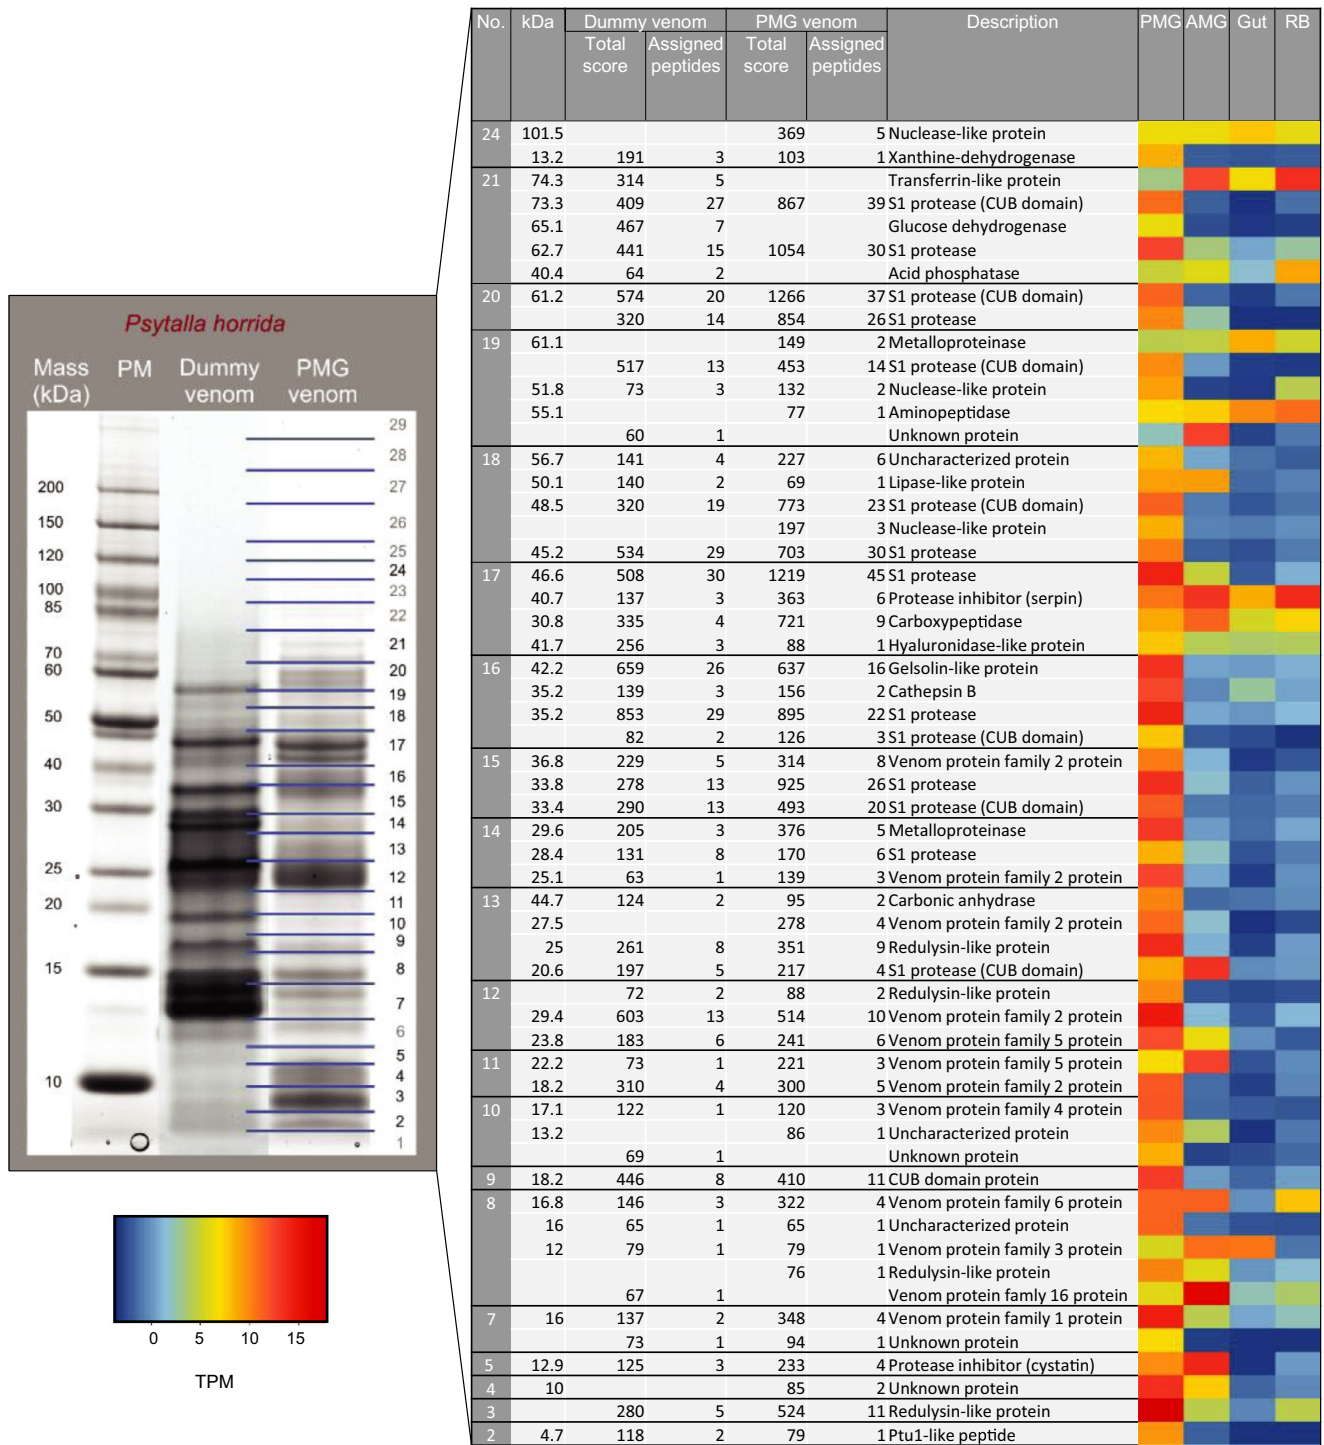 Psytalla horrida
Mass (kDa) PM Dummy venom PMG venom
200
150
120
100
85
70
60
50
40
30
25
20
15
10
29
28
27
26
25
24
23
22
21
20
19
18
17
16
15
14
13
12
11
10
9
8
7
6
5
4
3
2
1
0 5 10 15
TPM
No. kDa Dummy venom PMG venom Description PMG AMG Gut RB
Total score Assigned peptides Total score Assigned peptides
24 101.5 369 5 Nuclease-like protein
13.2 191 3 103 1 Xanthine-dehydrogenase
21 74.3 314 5 Transferrin-like protein
73.3 409 27 867 39 S1 protease (CUB domain)
65.1 467 7 Glucose dehydrogenase
62.7 441 15 1054 30 S1 protease
40.4 64 2 Acid phosphatase
20 61.2 574 20 1266 37 S1 protease (CUB domain)
320 14 854 26 S1 protease
19 61.1 149 2 Metalloproteinase
517 13 453 14 S1 protease (CUB domain)
51.8 73 3 132 2 Nuclease-like protein
55.1 77 1 Aminopeptidase
60 1 Unknown protein
18 56.7 141 4 227 6 Uncharacterized protein
50.1 140 2 69 1 Lipase-like protein
48.5 320 19 773 23 S1 protease (CUB domain)
197 3 Nuclease-like protein
45.2 534 29 703 30 S1 protease
17 46.6 508 30 1219 45 S1 protease
40.7 137 3 363 6 Protease inhibitor (serpin)
30.8 335 4 721 9 Carboxypeptidase
41.7 256 3 88 1 Hyaluronidase-like protein
16 42.2 659 26 637 16 Gelsolin-like protein
35.2 139 3 156 2 Cathepsin B
35.2 853 29 895 22 S1 protease
82 2 126 3 S1 protease (CUB domain)
15 36.8 229 5 314 8 Venom protein family 2 protein
33.8 278 13 925 26 S1 protease
33.4 290 13 493 20 S1 protease (CUB domain)
14 29.6 205 3 376 5 Metalloproteinase
28.4 131 8 170 6 S1 protease
25.1 63 1 139 3 Venom protein family 2 protein
13 44.7 124 2 95 2 Carbonic anhydrase
27.5 278 4 Venom protein family 2 protein
25 261 8 351 9 Redulysin-like protein
20.6 197 5 217 4 S1 protease (CUB domain)
12 72 2 88 2 Redulysin-like protein
29.4 603 13 514 10 Venom protein family 2 protein
23.8 183 6 241 6 Venom protein family 5 protein
11 22.2 73 1 221 3 Venom protein family 5 protein
18.2 310 4 300 5 Venom protein family 2 protein
10 17.1 122 1 120 3 Venom protein family 4 protein
13.2 86 1 Uncharacterized protein
69 1 Unknown protein
9 18.2 446 8 410 11 CUB domain protein
8 16.8 146 3 322 4 Venom protein family 6 protein
16 65 1 65 1 Uncharacterized protein
12 79 1 79 1 Venom protein family 3 protein
76 1 Redulysin-like protein
67 1 Venom protein famly 16 protein
7 16 137 2 348 4 Venom protein family 1 protein
73 1 94 1 Unknown protein
5 12.9 125 3 233 4 Protease inhibitor (cystatin)
4 10 85 2 Unknown protein
3 280 5 524 11 Redulysin-like protein
2 4.7 118 2 79 1 Ptu1-like peptide